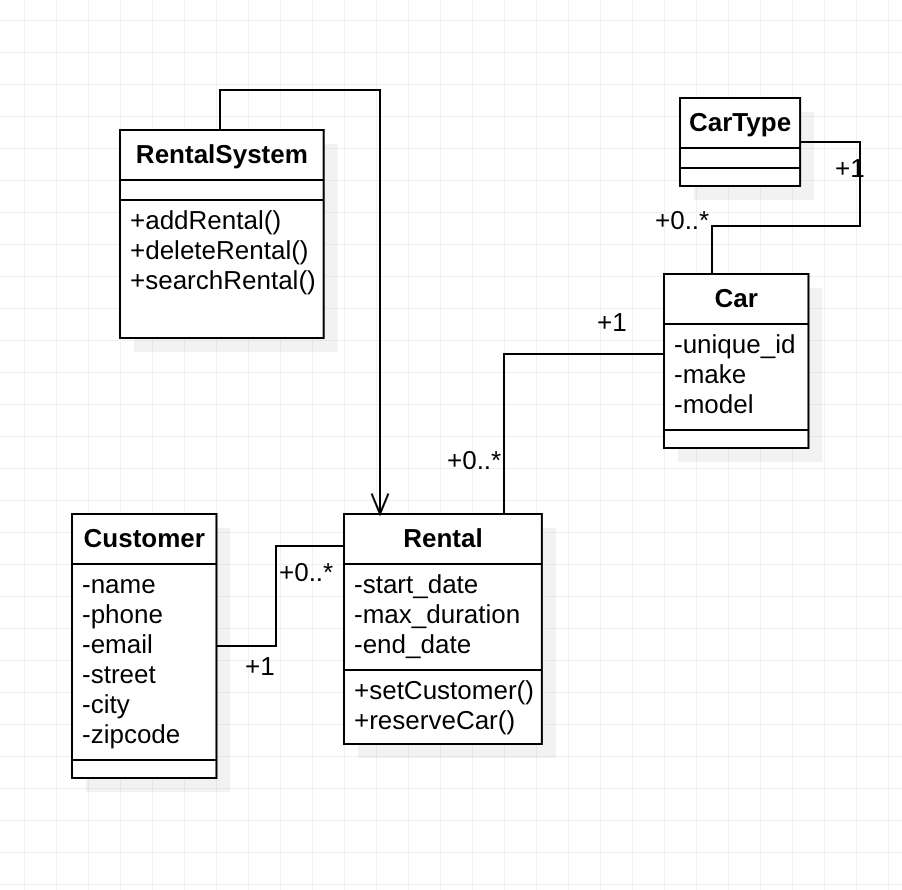 RentalSystem
+addRental()
+deleteRental()
+searchRental()
CarType
+1
+0..*
Car
-unique_id
-make
-model
+1
+0..*
Customer
-name
-phone
-email
-street
-city
-zipcode
+0..*
+1
Rental
-start_date
-max_duration
-end_date
+setCustomer()
+reserveCar()